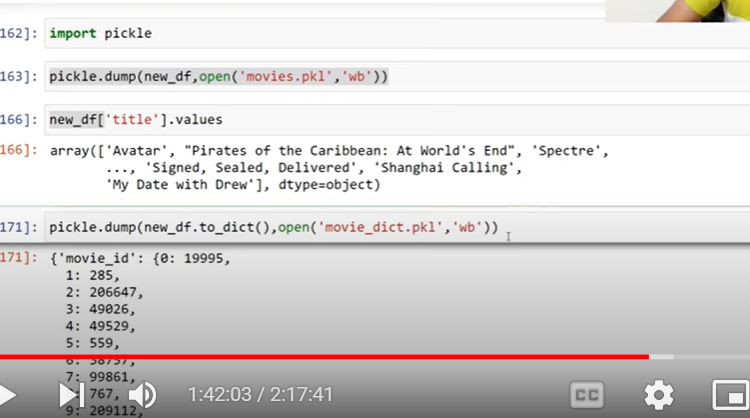 162]: import pickle
163]: pickle.dump(new_df,open('movies.pkl','wb'))
166]: new_df['title'].values
166]: array(['Avatar', "Pirates of the Caribbean: At World's End", 'Spectre',
..., 'Signed, Sealed, Delivered', 'Shanghai Calling',
'My Date with Drew'], dtype=object)
171]: pickle.dump(new_df.to_dict(),open('movie_dict.pkl','wb'))
171]: {'movie_id': {0: 19995,
1: 285,
2: 206647,
3: 49026,
4: 49529,
5: 559,
6: 38757,
7: 99861,
767,
9: 209112,
1:42:03 / 2:17:41
CC